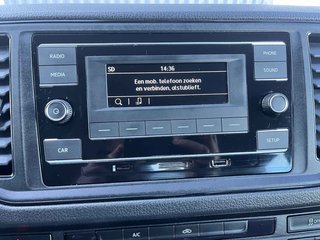 RADIO
MEDIA
CAR
SD 14:36
Een mob. telefoon zoeken
en verbinden, alstublieft.
PHONE
SOUND
SETUP
A/C